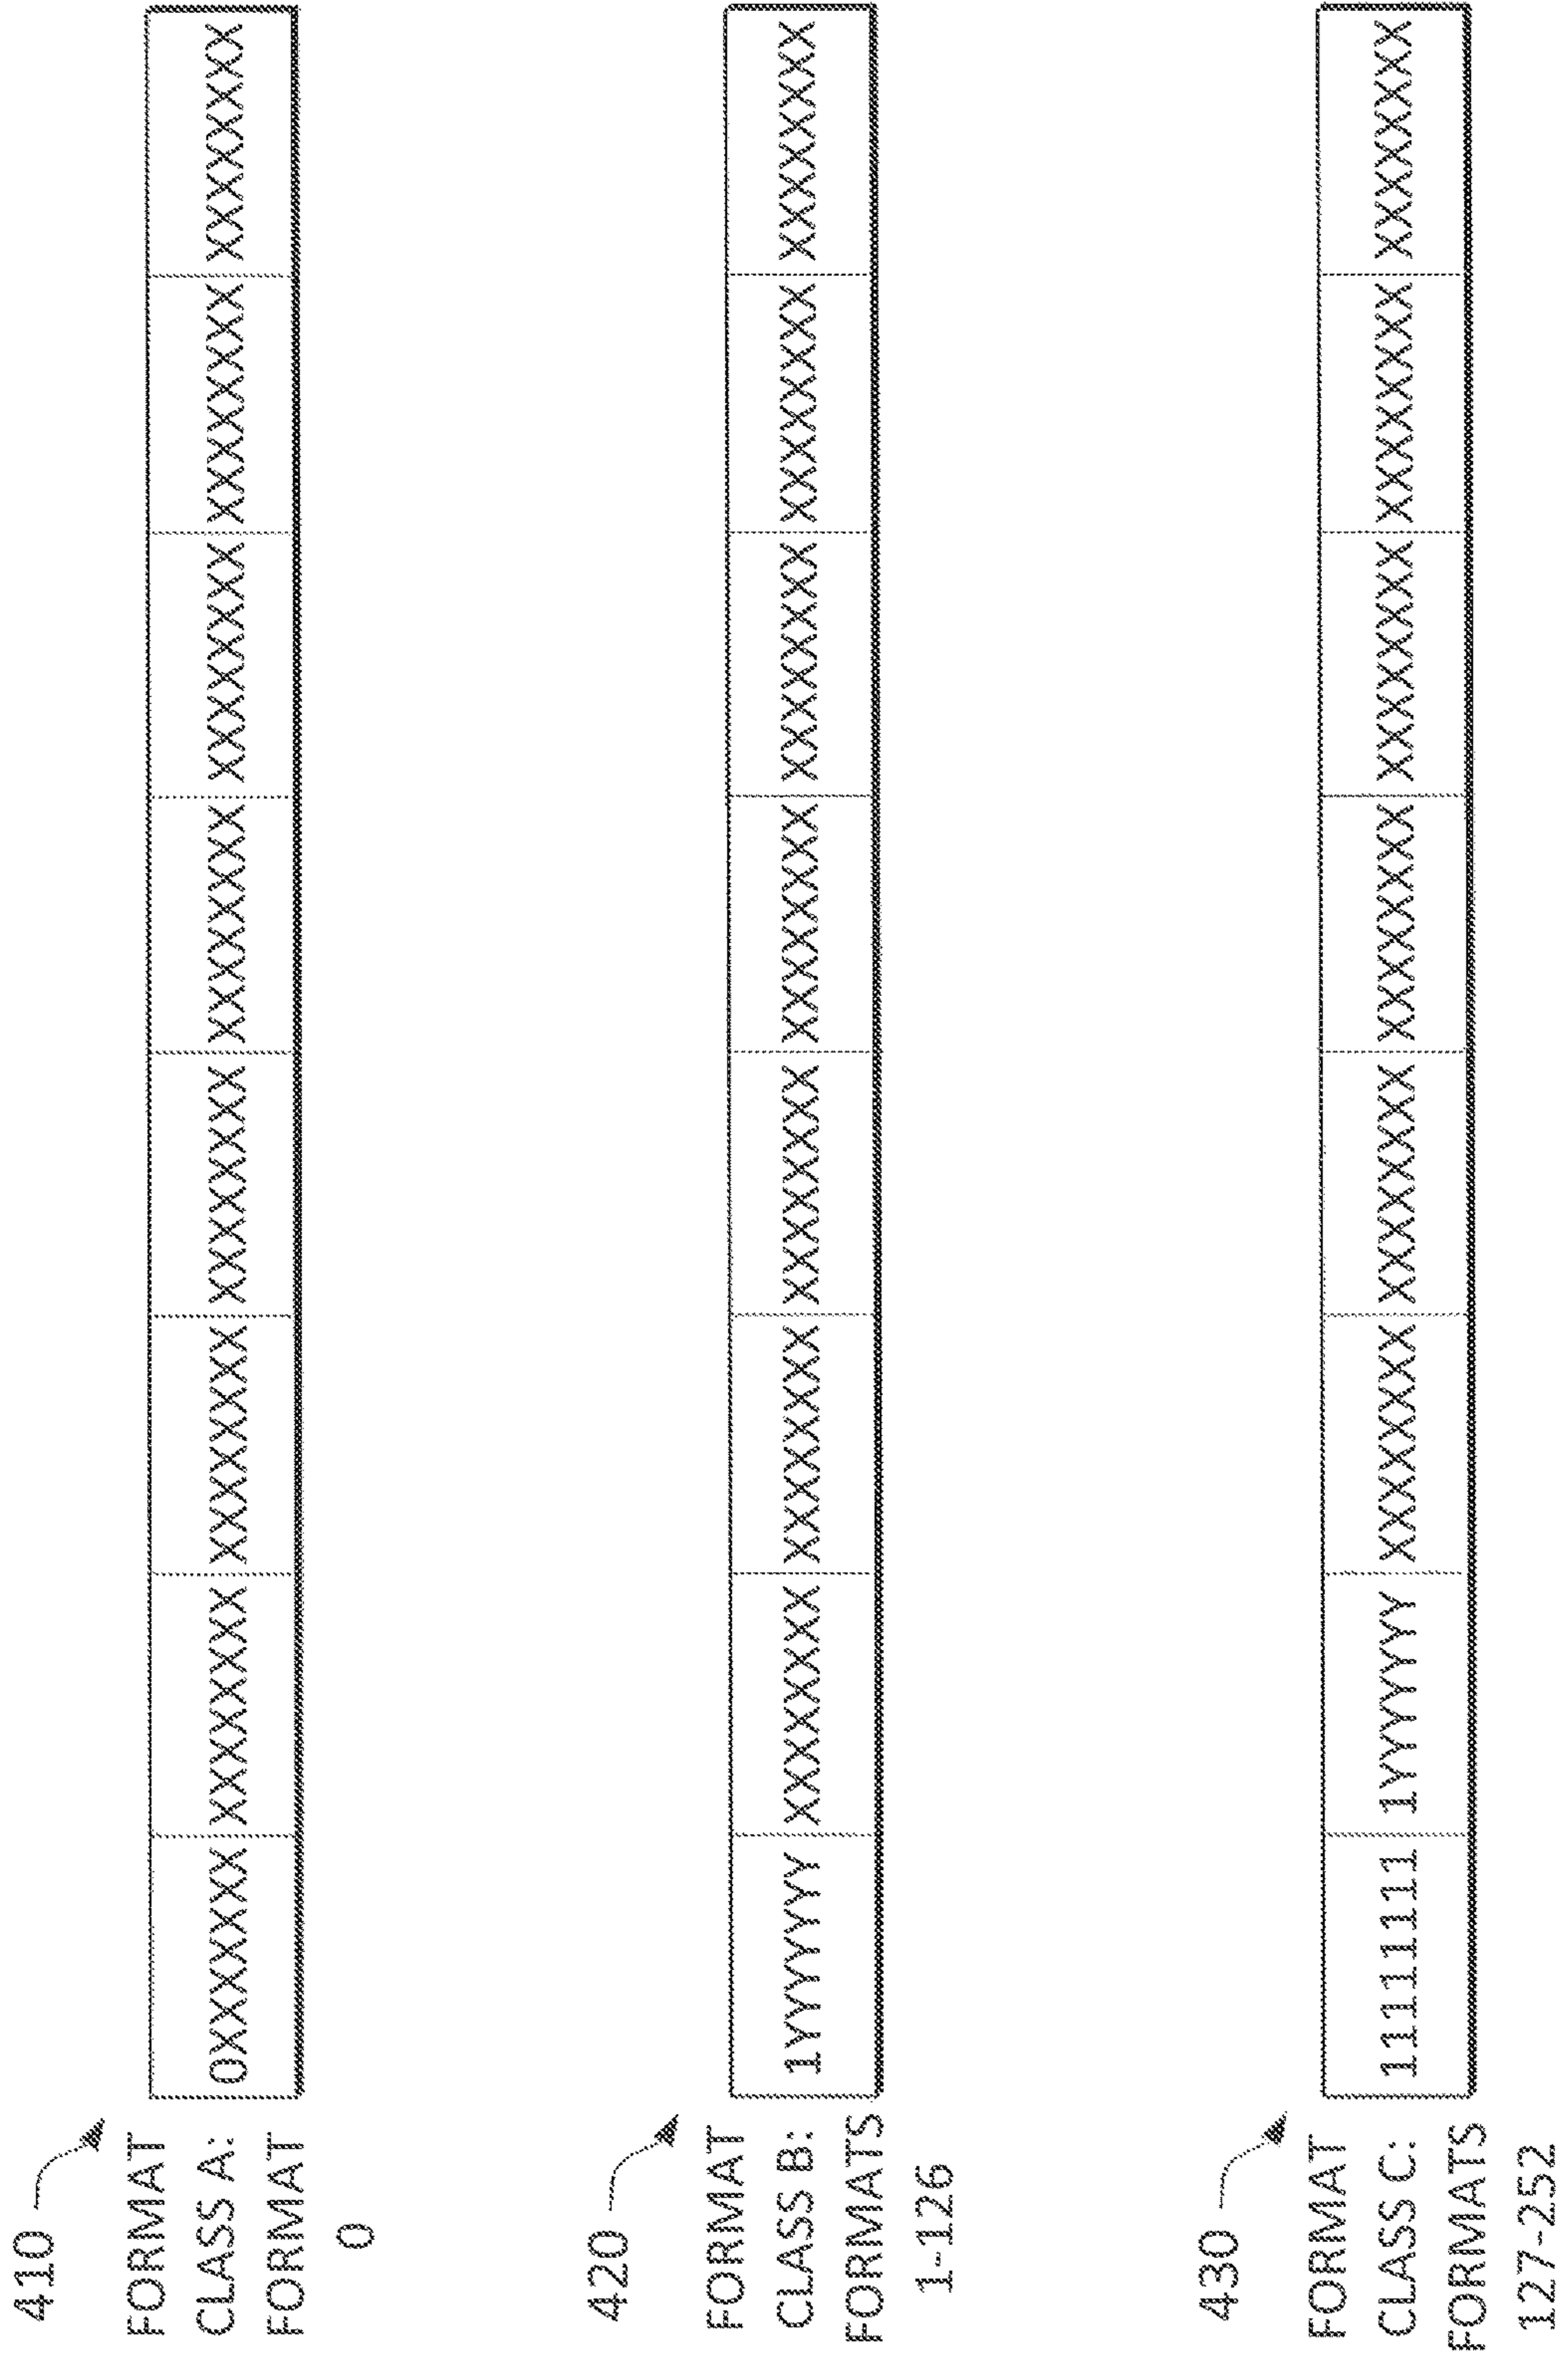 410
FORMAT
CLASS A:
FORMAT
0
0XXXXXXX XXXXXXXX XXXXXXXX XXXXXXXX XXXXXXXX XXXXXXXX XXXXXXXX XXXXXXXX
420
FORMAT
CLASS B:
FORMATS
1-126
1YYYYYYY XXXXXXXX XXXXXXXX XXXXXXXX XXXXXXXX XXXXXXXX XXXXXXXX XXXXXXXX
430
FORMAT
CLASS C:
FORMATS
127-252
11111111 1YYYYYYY XXXXXXXX XXXXXXXX XXXXXXXX XXXXXXXX XXXXXXXX XXXXXXXX